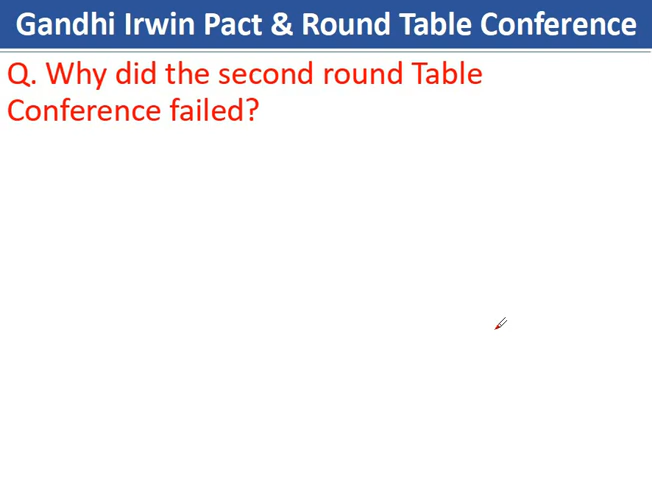 Gandhi Irwin Pact & Round Table Conference
Q. Why did the second round Table
Conference failed?